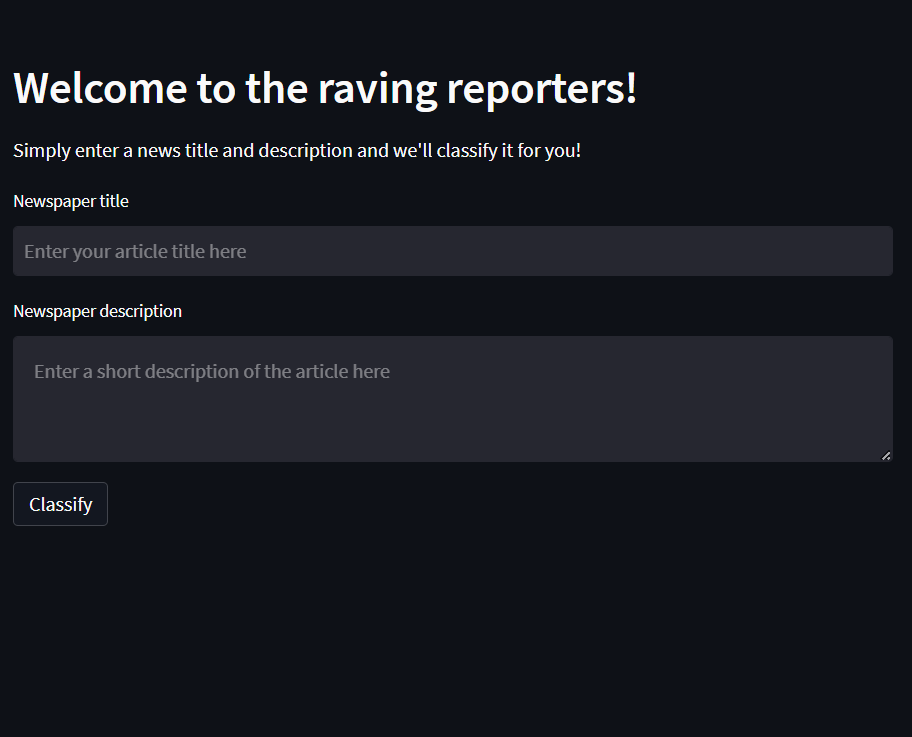 Welcome to the raving reporters!
Simply enter a news title and description and we'll classify it for you!
Newspaper title
Enter your article title here
Newspaper description
Enter a short description of the article here
Classify